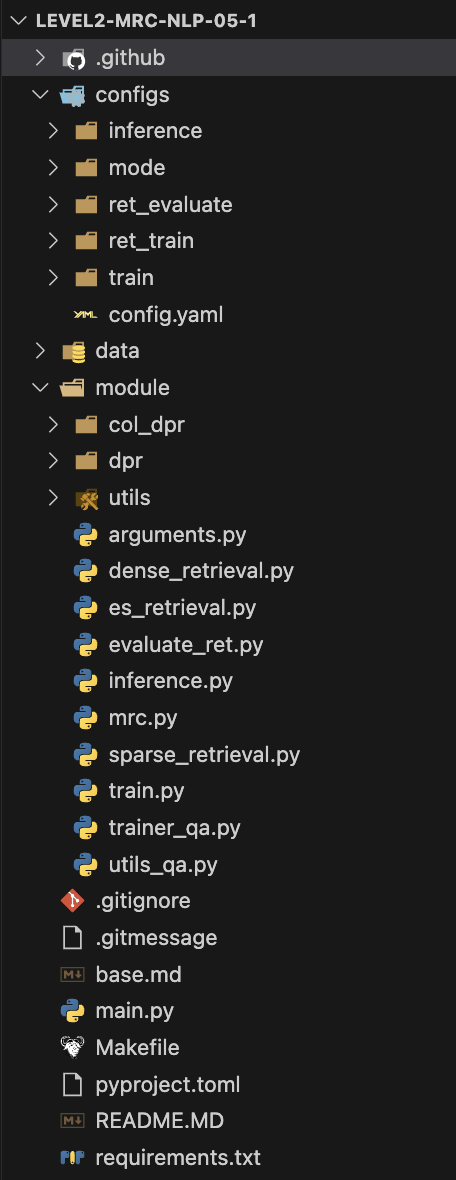 LEVEL2-MRC-NLP-05-1
.github
configs
inference
mode
ret_evaluate
ret_train
train
YAML config.yaml
data
module
col_dpr
dpr
utils
arguments.py
dense_retrieval.py
es_retrieval.py
evaluate_ret.py
inference.py
mrc.py
sparse_retrieval.py
train.py
trainer_qa.py
utils_qa.py
.gitignore
.gitmessage
M base.md
main.py
Makefile
pyproject.toml
M README.MD
requirements.txt